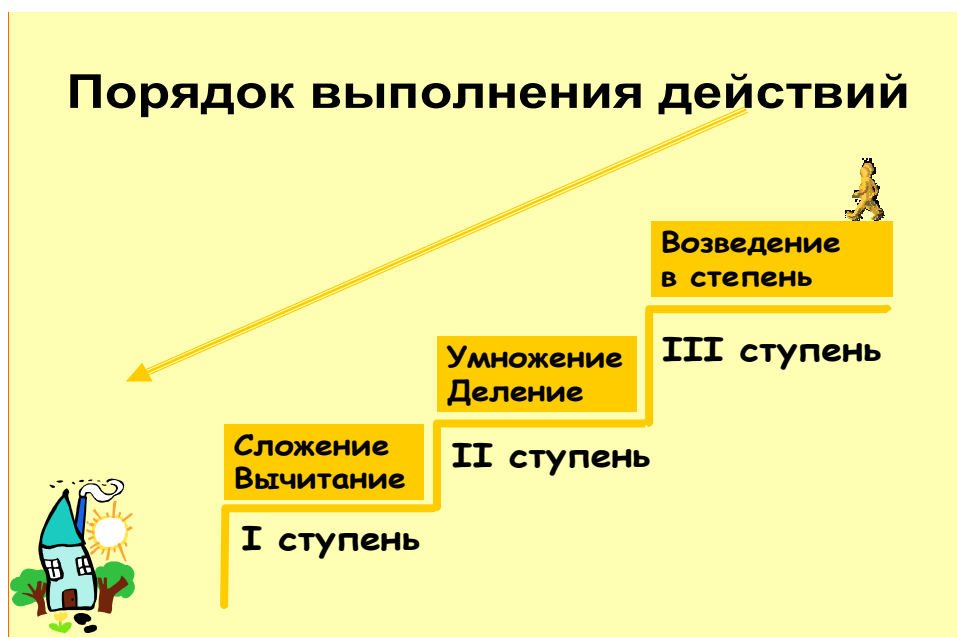 Порядок выполнения действий
Возведение
в степень
III ступень
Умножение
Деление
II ступень
Сложение
Вычитание
I ступень